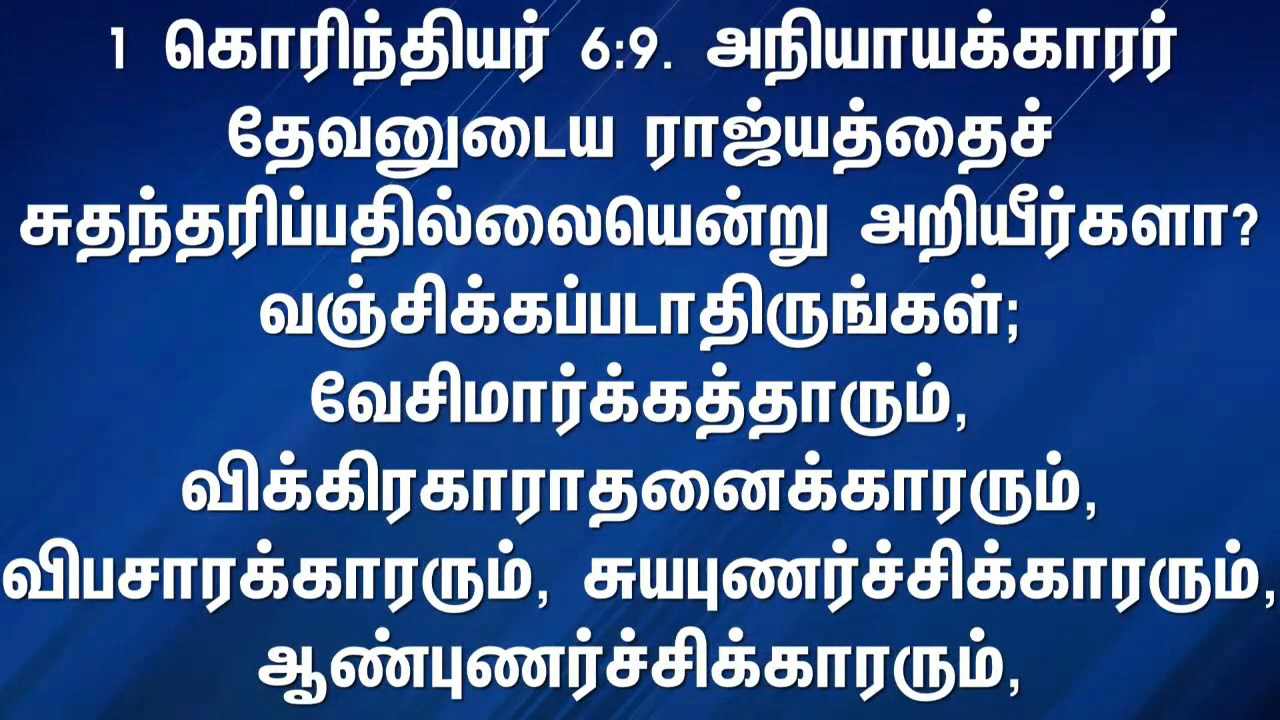 1 கொரிந்தியர் 6:9. அநியாயக்காரர்
தேவனுடைய ராஜ்யத்தைச்
சுதந்தரிப்பதில்லையென்று அறியீர்களா?
வஞ்சிக்கப்படாதிருங்கள்;
வேசிமார்க்கத்தாரும்,
விக்கிரகாராதனைக்காரரும்,
விபசாரக்காரரும், சுயபுணர்ச்சிக்காரரும்,
ஆண்புணர்ச்சிக்காரரும்,